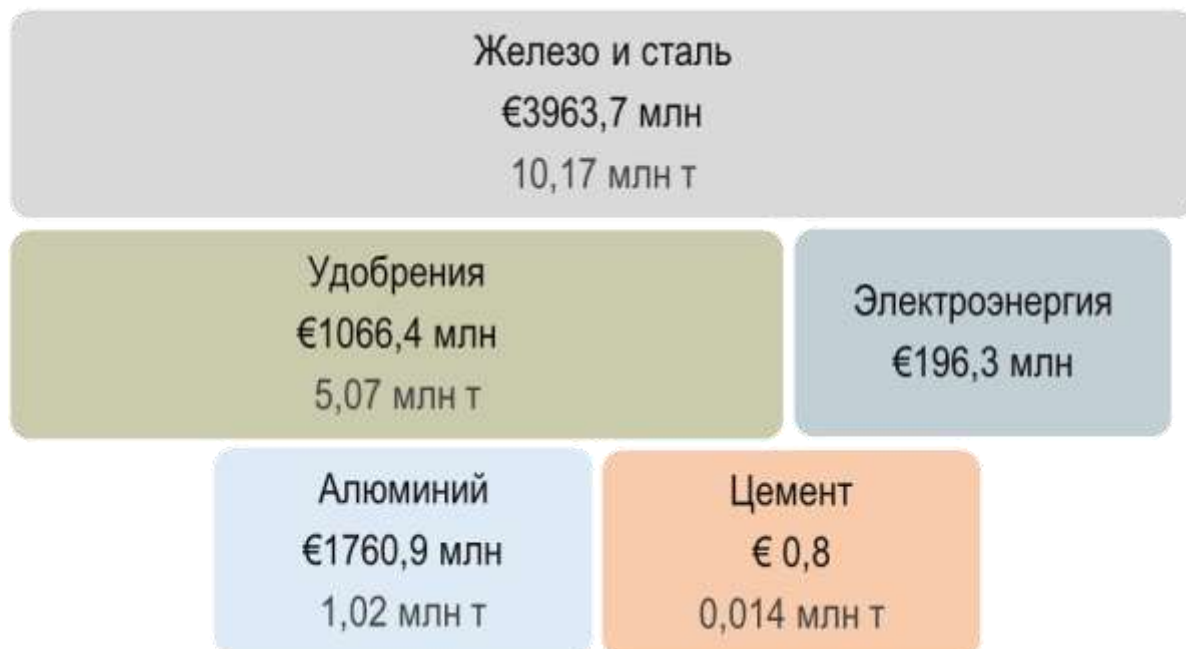 Железо и сталь
€3963,7 млн
10,17 млн т
Удобрения
€1066,4 млн
5,07 млн т
Электроэнергия
€196,3 млн
Алюминий
€1760,9 млн
1,02 млн т
Цемент
€ 0,8
0,014 млн т